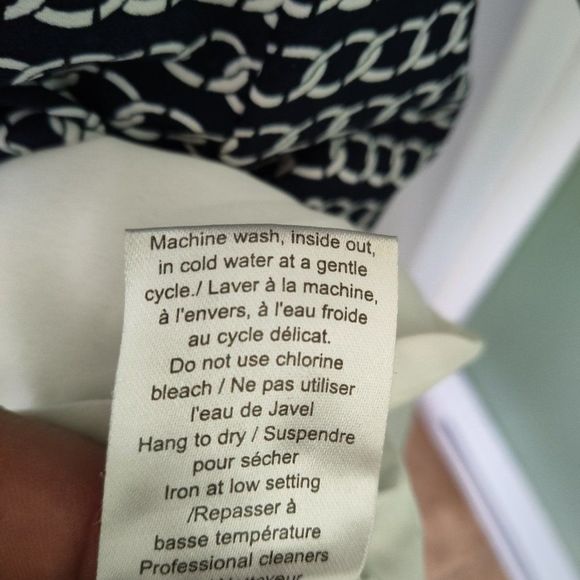 Machine wash, inside out,
in cold water at a gentle
cycle./ Laver à la machine,
à l'envers, à l'eau froide
au cycle délicat.
Do not use chlorine
bleach / Ne pas utiliser
l'eau de Javel
Hang to dry / Suspendre
pour sécher
Iron at low setting
/Repasser à
basse température
Professional cleaners